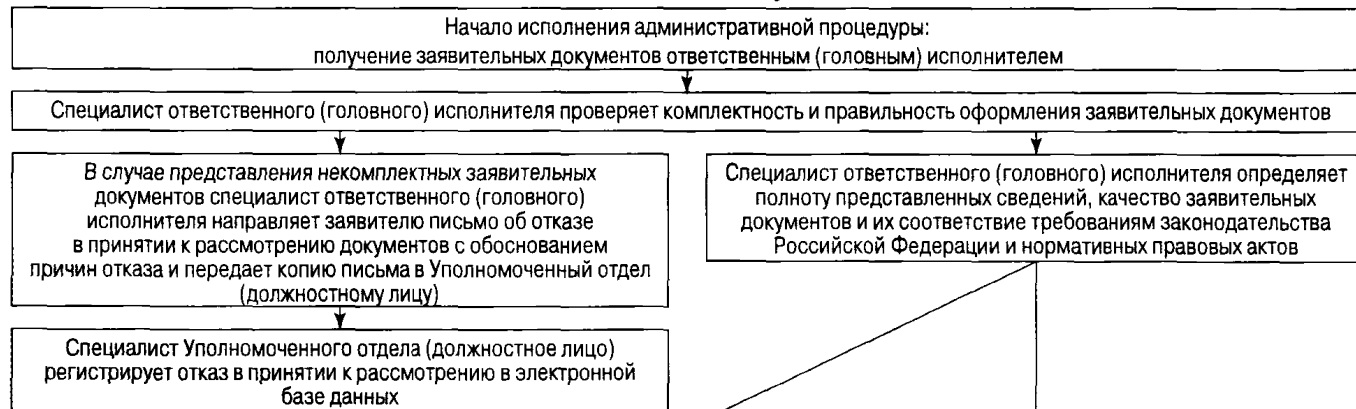 Начало исполнения административной процедуры:
получение заявительных документов ответственным (головным) исполнителем
Специалист ответственного (головного) исполнителя проверяет комплектность и правильность оформления заявительных документов
В случае представления некомплектных заявительных
документов специалист ответственного (головного)
исполнителя направляет заявителю письмо об отказе
в принятии к рассмотрению документов с обоснованием
причин отказа и передает копию письма в Уполномоченный отдел
(должностному лицу)
Специалист ответственного (головного) исполнителя определяет
полноту представленных сведений, качество заявительных
документов и их соответствие требованиям законодательства
Российской Федерации и нормативных правовых актов
Специалист Уполномоченного отдела (должностное лицо)
регистрирует отказ в принятии к рассмотрению в электронной
базе данных